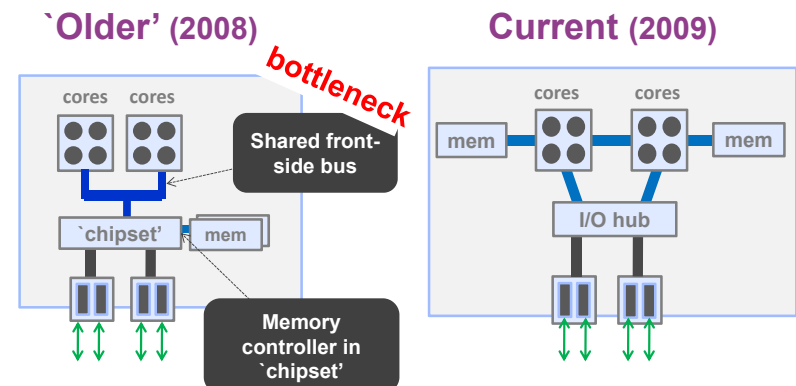 `Older’ (2008)
bottleneck
cores cores
Shared front-
side bus
`chipset’
mem
Memory
controller in
`chipset’
Current (2009)
cores cores
mem
mem
I/O hub